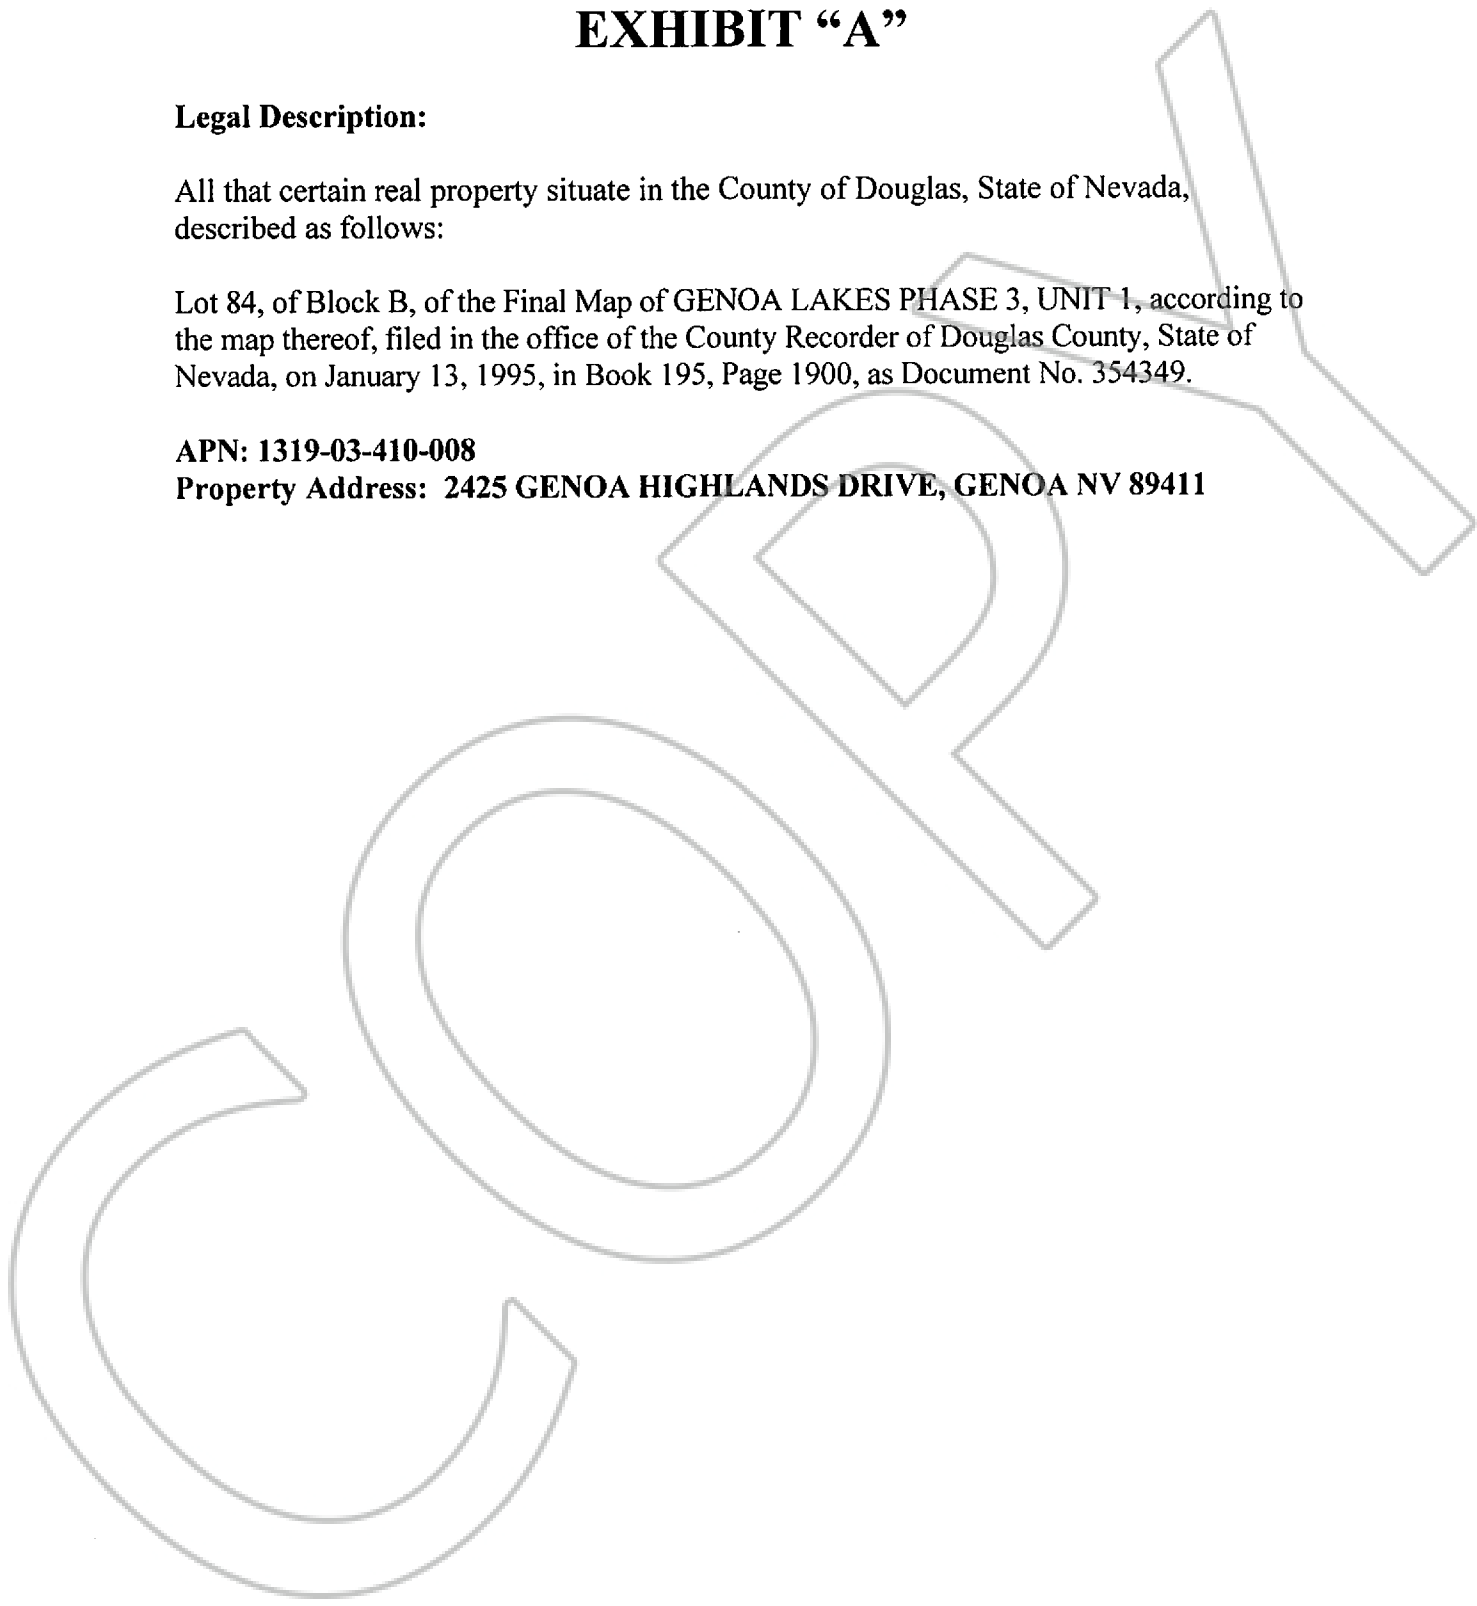 EXHIBIT “A”
Legal Description:
All that certain real property situate in the County of Douglas, State of Nevada,
described as follows:
Lot 84, of Block B, of the Final Map of GENOA LAKES PHASE 3, UNIT 1, according to
the map thereof, filed in the office of the County Recorder of Douglas County, State of
Nevada, on January 13, 1995, in Book 195, Page 1900, as Document No. 354349.
APN: 1319-03-410-008
Property Address: 2425 GENOA HIGHLANDS DRIVE, GENOA NV 89411
COPY